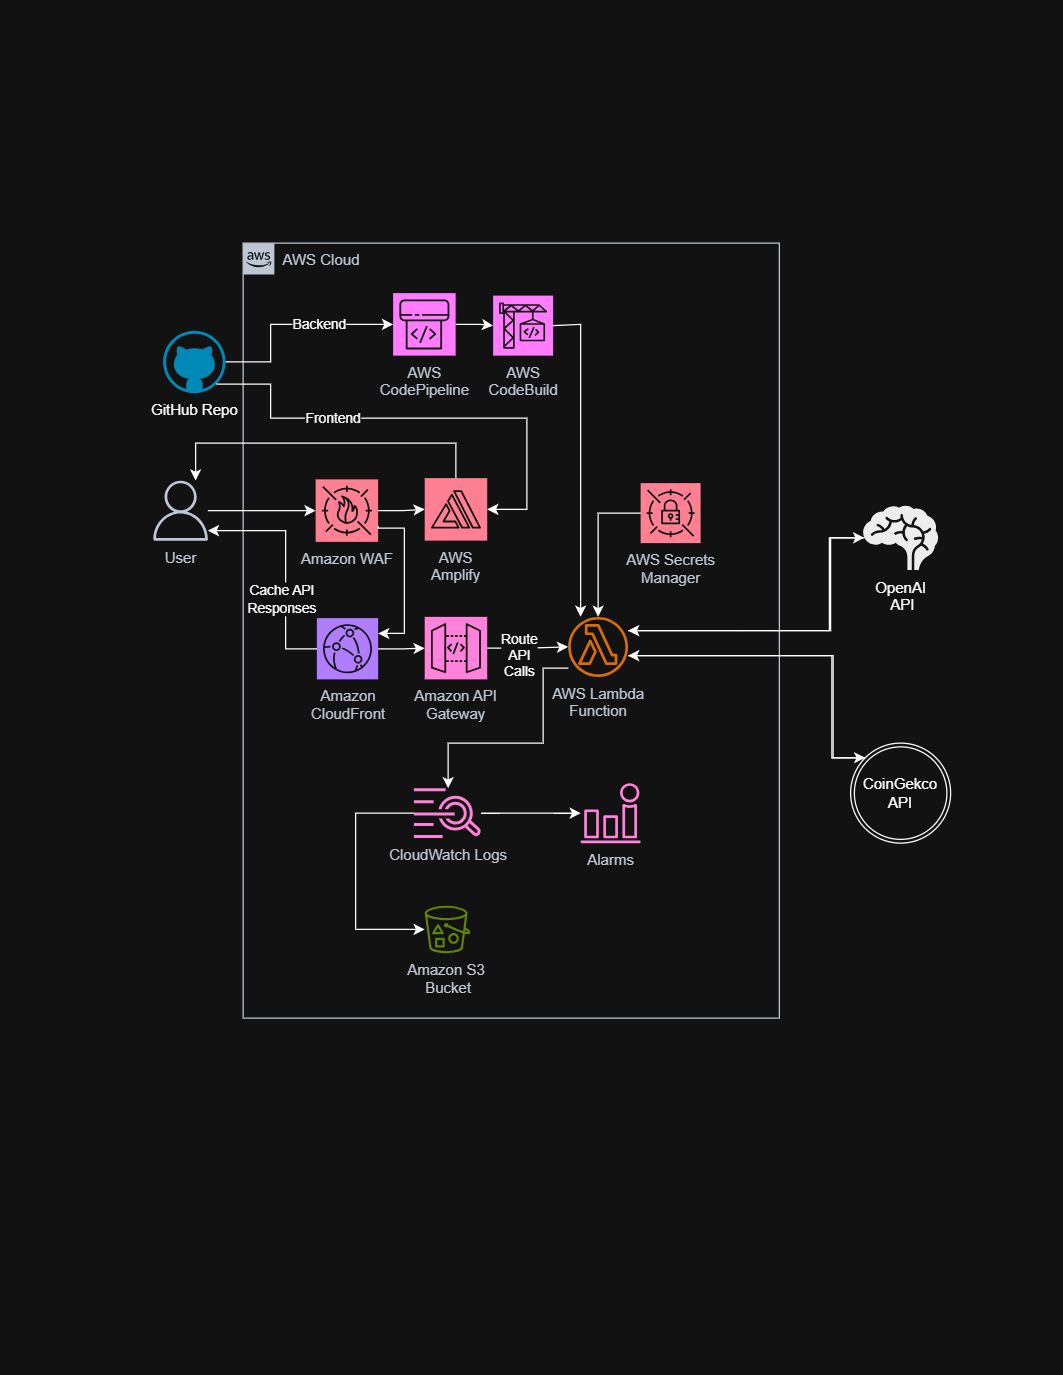 aws
AWS Cloud
Backend
AWS
CodePipeline
AWS
CodeBuild
GitHub Repo
Frontend
User
Amazon WAF
AWS
Amplify
AWS Secrets
Manager
OpenAI
API
Cache API
Responses
Route
API
Calls
Amazon
CloudFront
Amazon API
Gateway
AWS Lambda
Function
CoinGekco
API
CloudWatch Logs
Alarms
Amazon S3
Bucket